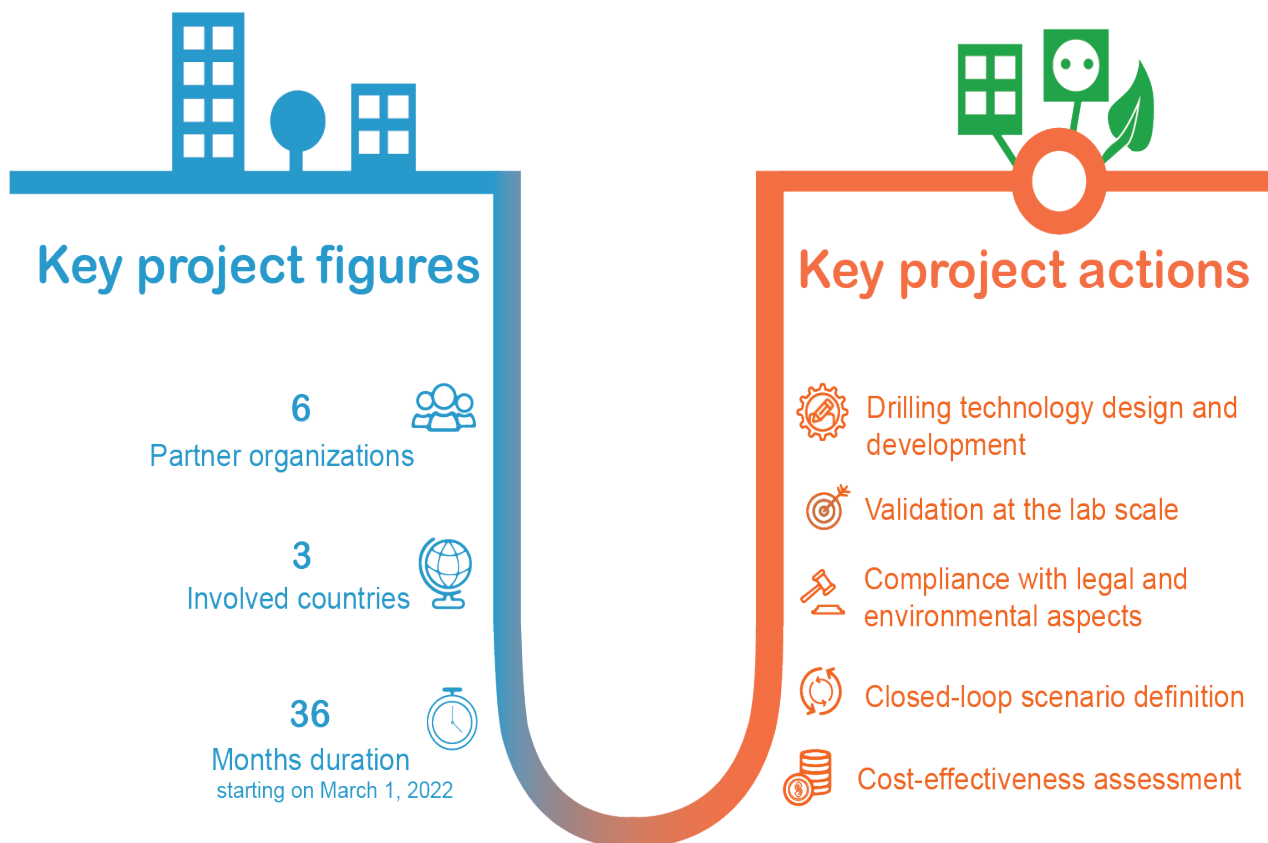 Key project figures
6
Partner organizations
3
Involved countries
36
Months duration
starting on March 1, 2022
Key project actions
Drilling technology design and
development
Validation at the lab scale
Compliance with legal and
environmental aspects
Closed-loop scenario definition
Cost-effectiveness assessment